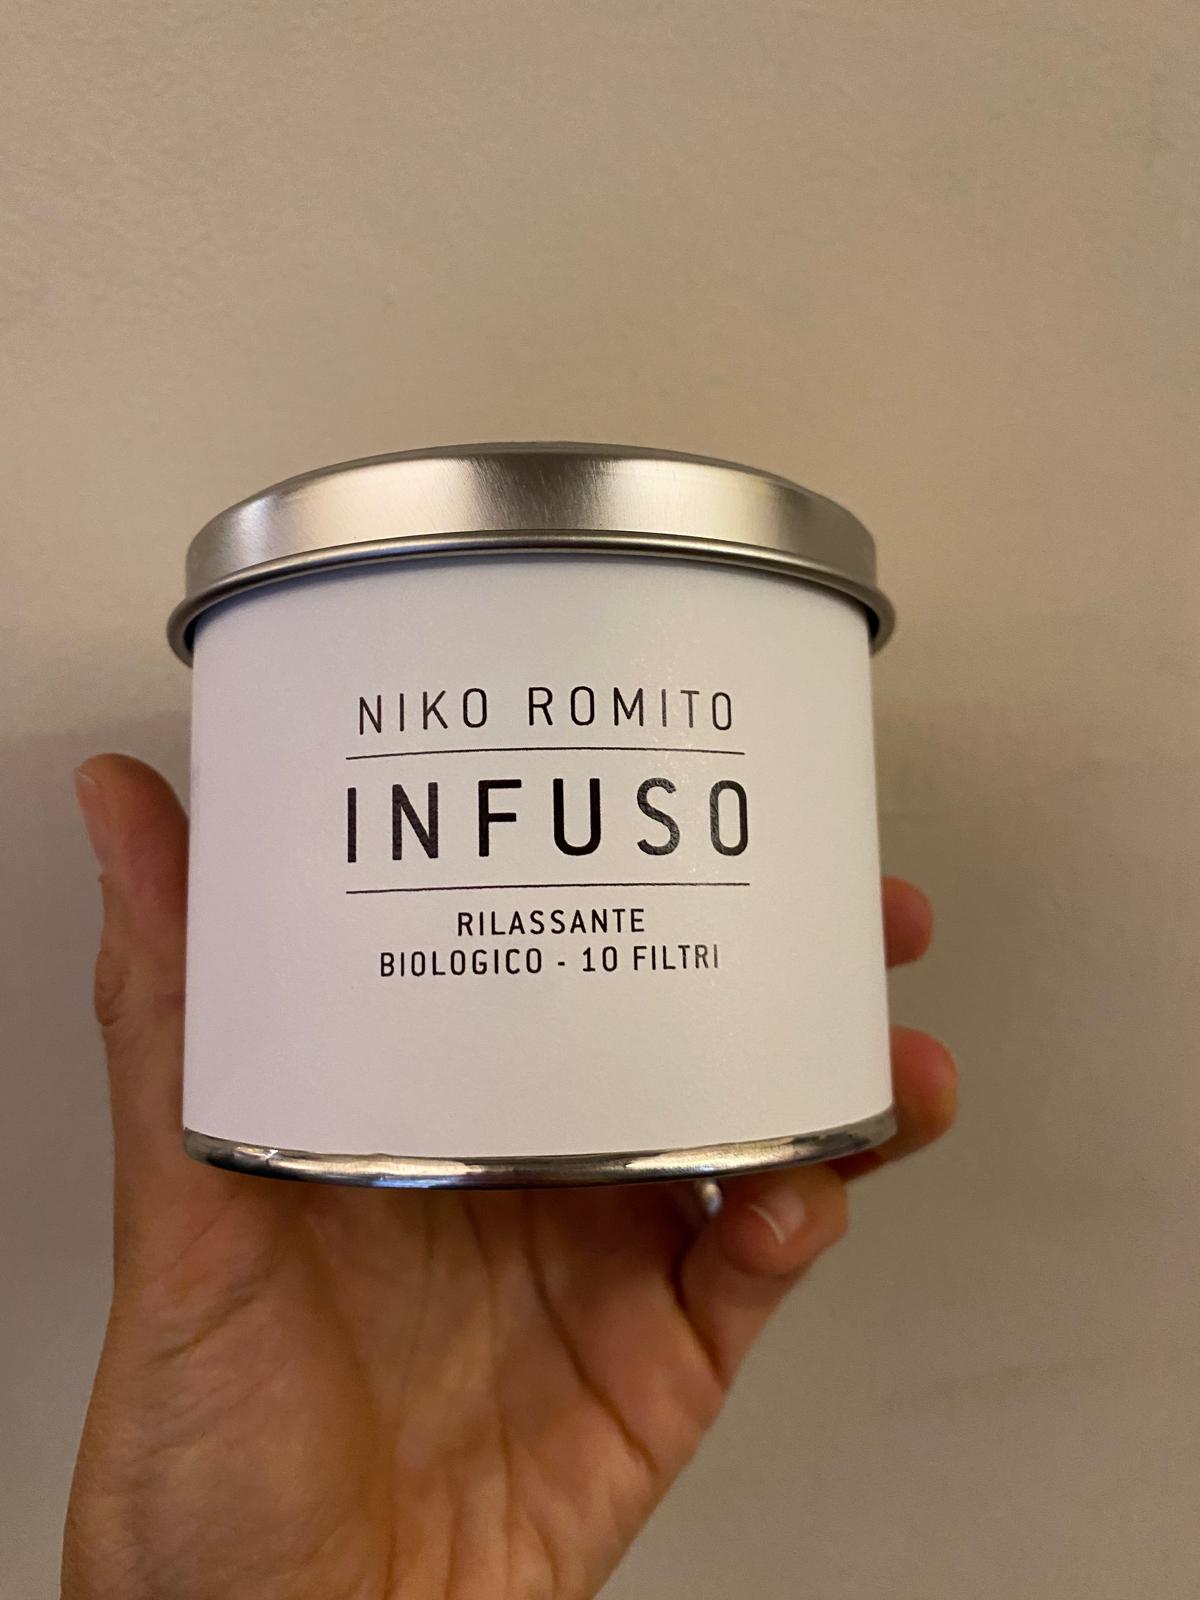 NIKO ROMITO
INFUSO
RILASSANTE
BIOLOGICO - 10 FILTRI